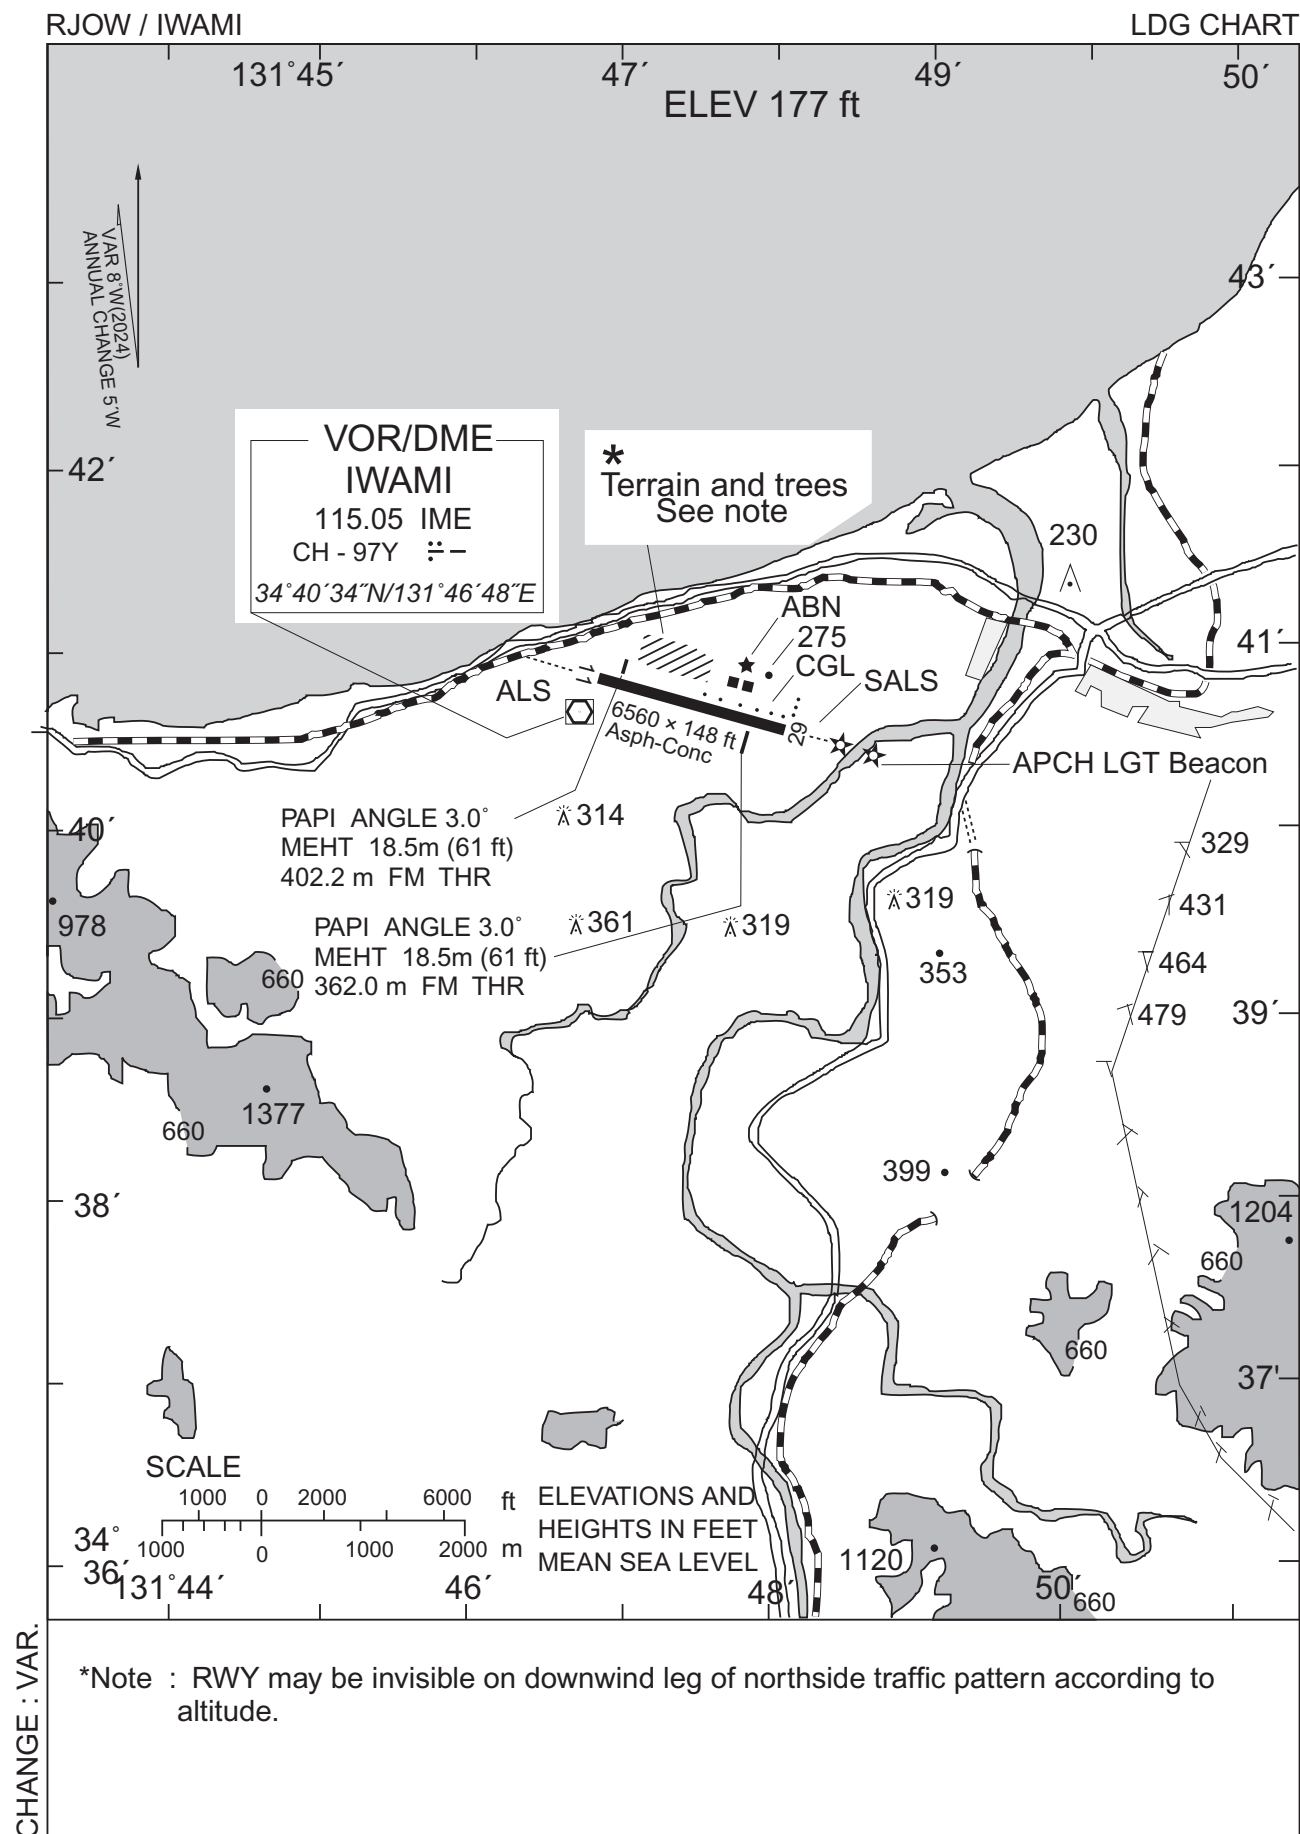 RJOW / IWAMI
LDG CHART
131°45´
47´
49´
50´
ELEV 177 ft
VAR 8°W(2024)
ANNUAL CHANGE 5´W
43´
VOR/DME
IWAMI
115.05 IME
CH - 97Y
34°40´34˝N/131°46´48˝E
*
Terrain and trees
See note
42´
230
ABN
275
CGL
SALS
41´
ALS
6560 × 148 ft
Asph-Conc
29
APCH LGT Beacon
PAPI ANGLE 3.0°
MEHT 18.5m (61 ft)
402.2 m FM THR
314
40´
329
431
464
479
978
361
319
319
PAPI ANGLE 3.0°
MEHT 18.5m (61 ft)
362.0 m FM THR
353
660
39´
1377
660
399
38´
1204
660
660
37'
SCALE
1000 0 2000 6000 ft
1000 0 1000 2000 m
ELEVATIONS AND
HEIGHTS IN FEET
MEAN SEA LEVEL
34°
36´
1120
131°44´
46´
48´
50´
660
*Note : RWY may be invisible on downwind leg of northside traffic pattern according to
altitude.
CHANGE : VAR.